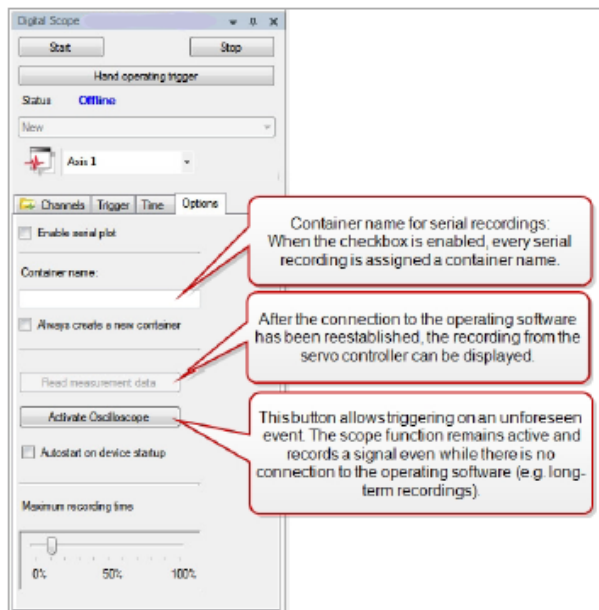 Digital Scope
Start
Stop
Hand operating trigger
Status Offline
New
Axis 1
Channels Trigger Time Options
Enable serial plot
Container name:
Always create a new container
Read measurement data
Activate Oscilloscope
Autostart on device startup
Maximum recording time
0% 50% 100%
Container name for serial recordings:
When the checkbox is enabled, every serial
recording is assigned a container name.
After the connection to the operating software
has been reestablished, the recording from the
servo controller can be displayed.
This button allows triggering on an unforeseen
event. The scope function remains active and
records a signal even while there is no
connection to the operating software (e.g. long-
term recordings).